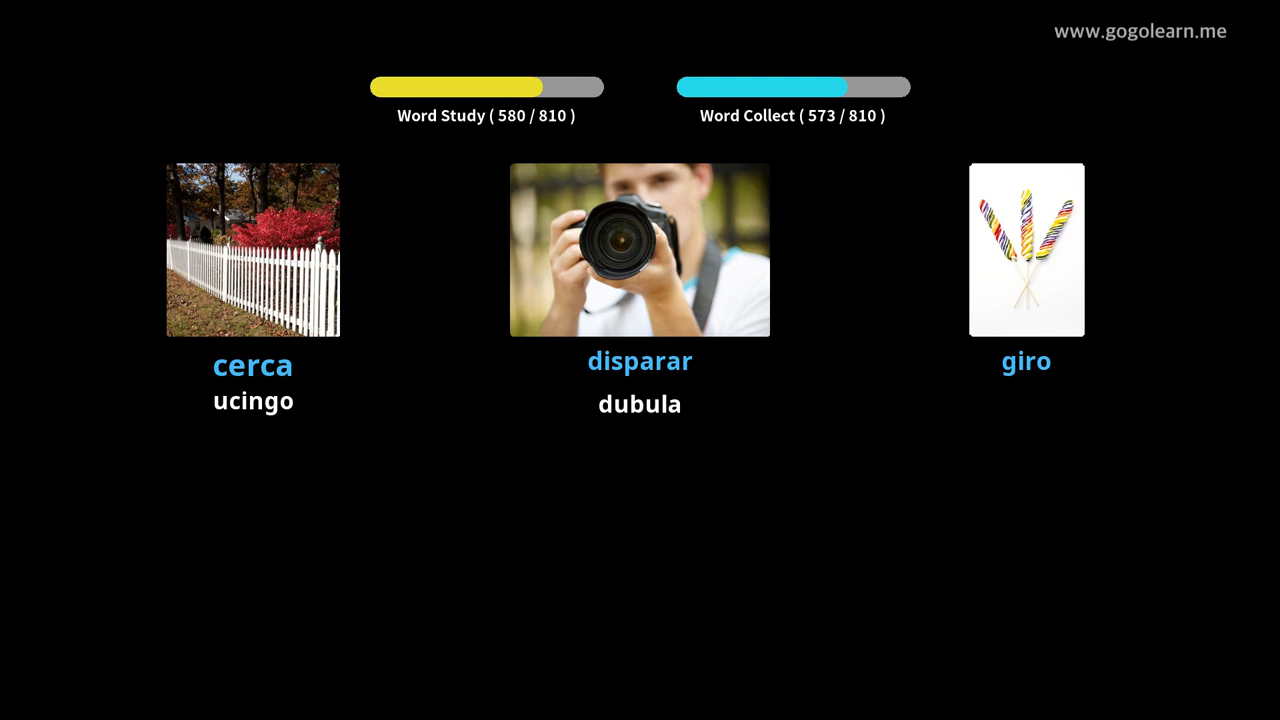 www.gogolearn.me
Word Study ( 580 / 810 )
Word Collect ( 573 / 810 )
cerca
ucingo
disparar
dubula
giro